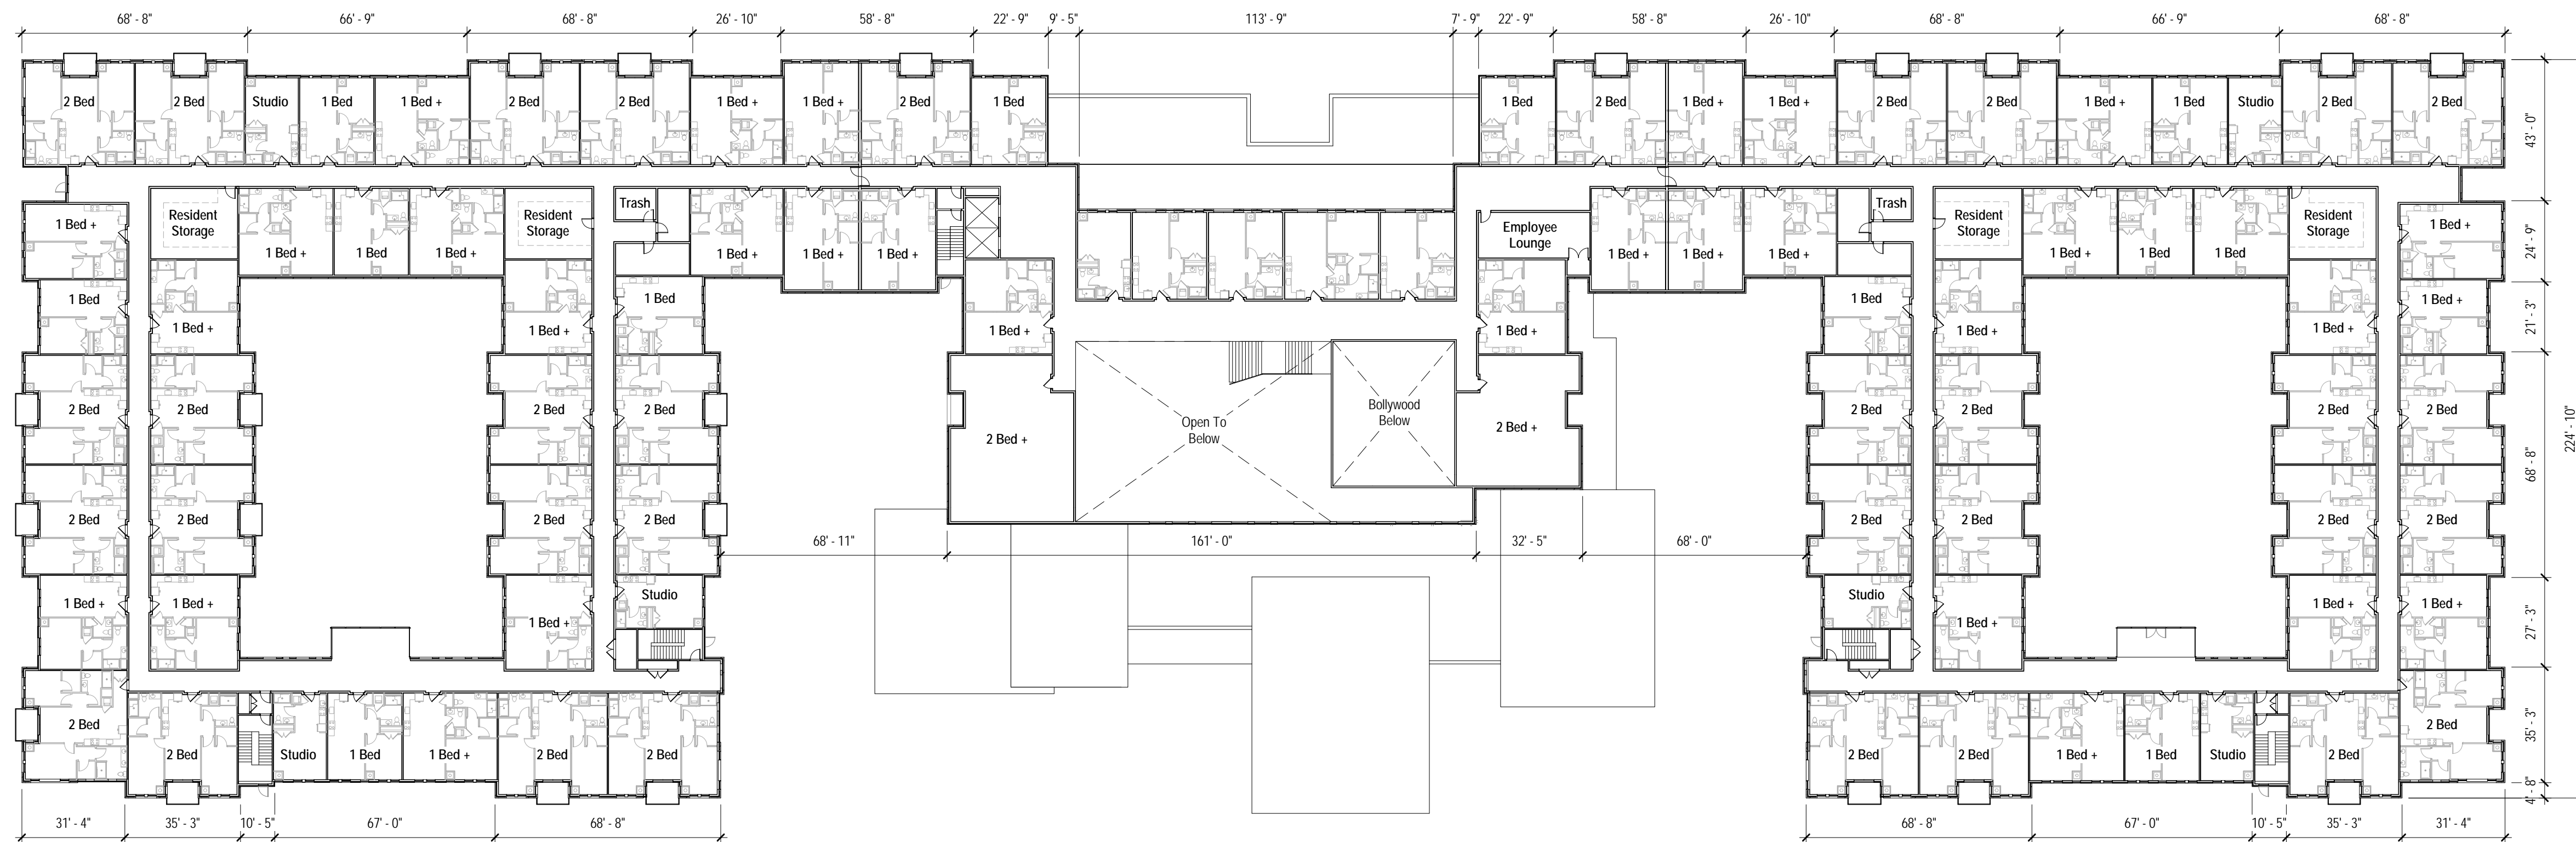 68' - 8"
66' - 9"
68' - 8"
26' - 10"
58' - 8"
22' - 9"
9' - 5"
113' - 9"
7' - 9"
22' - 9"
58' - 8"
26' - 10"
68' - 8"
66' - 9"
68' - 8"
2 Bed
2 Bed
Studio
1 Bed
1 Bed +
2 Bed
2 Bed
1 Bed +
1 Bed +
2 Bed
1 Bed
1 Bed
2 Bed
1 Bed +
1 Bed +
2 Bed
2 Bed
1 Bed +
1 Bed
Studio
2 Bed
2 Bed
43' - 0"
Trash
Trash
Resident
Storage
Resident
Storage
Employee
Lounge
Resident
Storage
Resident
Storage
1 Bed +
1 Bed +
24' - 9"
1 Bed +
1 Bed
1 Bed +
1 Bed +
1 Bed +
1 Bed +
1 Bed +
1 Bed +
1 Bed +
1 Bed +
1 Bed
1 Bed
1 Bed
1 Bed
1 Bed
1 Bed +
21' - 3"
1 Bed +
1 Bed +
1 Bed +
1 Bed +
1 Bed +
1 Bed +
2 Bed
2 Bed
2 Bed
2 Bed
Bollywood
Below
2 Bed
2 Bed
2 Bed
2 Bed
Open To
Below
2 Bed +
2 Bed +
224' - 10"
68' - 8"
2 Bed
2 Bed
2 Bed
2 Bed
2 Bed
2 Bed
2 Bed
2 Bed
68' - 11"
161' - 0"
32' - 5"
68' - 0"
Studio
Studio
1 Bed +
1 Bed +
1 Bed +
1 Bed +
1 Bed +
1 Bed +
27' - 3"
2 Bed
2 Bed
35' - 3"
2 Bed
Studio
1 Bed
1 Bed +
2 Bed
2 Bed
2 Bed
2 Bed
1 Bed +
1 Bed
Studio
2 Bed
4' - 8"
31' - 4"
35' - 3"
10' - 5"
67' - 0"
68' - 8"
68' - 8"
67' - 0"
10' - 5"
35' - 3"
31' - 4"